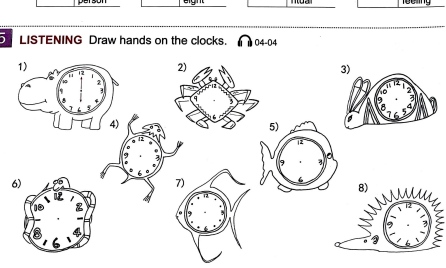 person eight ritual feeling
5 LISTENING Draw hands on the clocks. 04-04
1) 2) 3)
4) 5)
6) 7) 8)